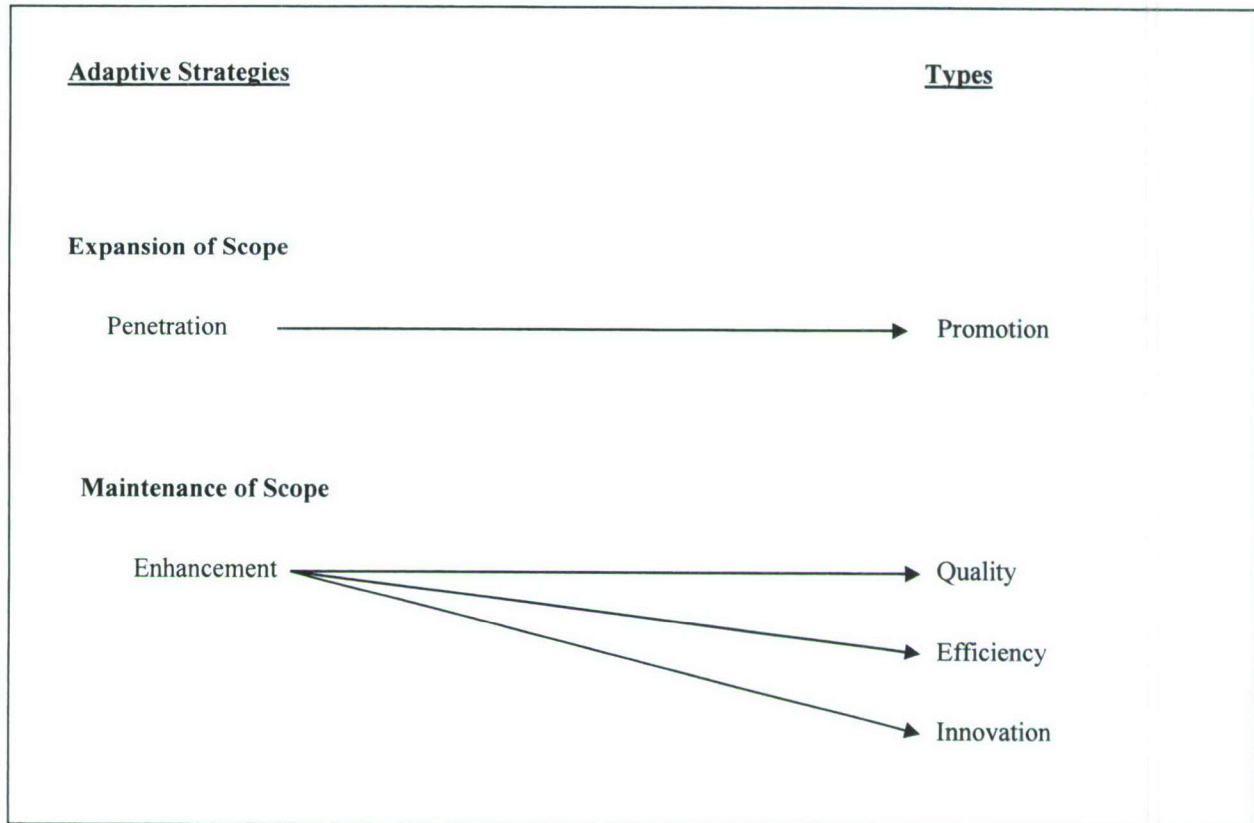 Adaptive Strategies Types
Expansion of Scope
Penetration Promotion
Maintenance of Scope
Enhancement Quality
Efficiency
Innovation